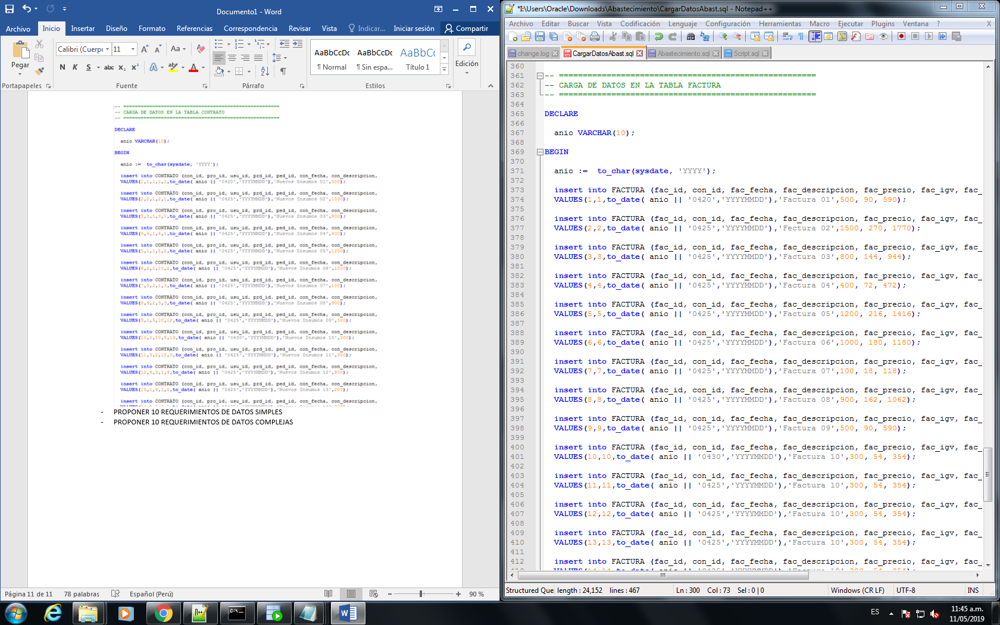 Documento1 - Word
Archivo Inicio Insertar Diseño Formato Referencias Correspondencia Revisar Vista Indicar... Iniciar sesión Compartir
Pegar
Calibri (Cuerpo 11
Normal
Sin espa...
Título 1
Edición
Portapapeles Fuente Párrafo Estilos
-- CARGA DE DATOS EN LA TABLA CONTRATO
DECLARE
anio VARCHAR(10);
BEGIN
anio := to_char(sysdate, 'YYYY');
insert into CONTRATO (con_id, pro_id, usu_id, prd_id, ped_id, con_fecha, con_descripcion,
VALUES(1,1,1,1,1,to_date( anio || '0420','YYYYMMDD'),'Nuevos Insumos 01',500);
insert into CONTRATO (con_id, pro_id, usu_id, prd_id, ped_id, con_fecha, con_descripcion,
VALUES(2,2,1,2,1,to_date( anio || '0425','YYYYMMDD'),'Nuevos Insumos 02',1500);
insert into CONTRATO (con_id, pro_id, usu_id, prd_id, ped_id, con_fecha, con_descripcion,
VALUES(3,3,1,3,1,to_date( anio || '0425','YYYYMMDD'),'Nuevos Insumos 03',800);
insert into CONTRATO (con_id, pro_id, usu_id, prd_id, ped_id, con_fecha, con_descripcion,
VALUES(4,4,1,4,1,to_date( anio || '0425','YYYYMMDD'),'Nuevos Insumos 04',400);
insert into CONTRATO (con_id, pro_id, usu_id, prd_id, ped_id, con_fecha, con_descripcion,
VALUES(5,1,1,5,2,to_date( anio || '0425','YYYYMMDD'),'Nuevos Insumos 05',1200);
insert into CONTRATO (con_id, pro_id, usu_id, prd_id, ped_id, con_fecha, con_descripcion,
VALUES(6,2,1,10,2,to_date( anio || '0425','YYYYMMDD'),'Nuevos Insumos 06',1000);
insert into CONTRATO (con_id, pro_id, usu_id, prd_id, ped_id, con_fecha, con_descripcion,
VALUES(7,3,2,1,3,to_date( anio || '0425','YYYYMMDD'),'Nuevos Insumos 07',100);
insert into CONTRATO (con_id, pro_id, usu_id, prd_id, ped_id, con_fecha, con_descripcion,
VALUES(8,4,2,3,3,to_date( anio || '0425','YYYYMMDD'),'Nuevos Insumos 08',900);
insert into CONTRATO (con_id, pro_id, usu_id, prd_id, ped_id, con_fecha, con_descripcion,
VALUES(9,1,3,10,12,to_date( anio || '0425','YYYYMMDD'),'Nuevos Insumos 09',500);
insert into CONTRATO (con_id, pro_id, usu_id, prd_id, ped_id, con_fecha, con_descripcion,
VALUES(10,2,10,8,13,to_date( anio || '0430','YYYYMMDD'),'Nuevos Insumos 10',300);
insert into CONTRATO (con_id, pro_id, usu_id, prd_id, ped_id, con_fecha, con_descripcion,
VALUES(11,3,2,10,3,to_date( anio || '0425','YYYYMMDD'),'Nuevos Insumos 11',300);
insert into CONTRATO (con_id, pro_id, usu_id, prd_id, ped_id, con_fecha, con_descripcion,
VALUES(12,4,3,1,4,to_date( anio || '0425','YYYYMMDD'),'Nuevos Insumos 12',800);
insert into CONTRATO (con_id, pro_id, usu_id, prd_id, ped_id, con_fecha, con_descripcion,
VALUES(13,1,4,1,5,to_date( anio || '0425','YYYYMMDD'),'Nuevos Insumos 13',200);
insert into CONTRATO (con_id, pro_id, usu_id, prd_id, ped_id, con_fecha, con_descripcion,
- PROPONER 10 REQUERIMIENTOS DE DATOS SIMPLES
- PROPONER 10 REQUERIMIENTOS DE DATOS COMPLEJAS
Página 11 de 11 78 palabras Español (Perú) 90 %
*I:\Users\Oracle\Downloads\Abastecimiento\CargarDatosAbast.sql - Notepad++
Archivo Editar Buscar Vista Codificación Lenguaje Configuración Herramientas Macro Ejecutar Plugins Ventana ? X
change.log CargarDatosAbast.sql Abastecimiento.sql Script.sql
360
361 -- ======================================================
362 -- CARGA DE DATOS EN LA TABLA FACTURA
363 -- ======================================================
364
365 DECLARE
366
367 anio VARCHAR(10);
368
369 BEGIN
370
371 anio := to_char(sysdate, 'YYYY');
372
373 insert into FACTURA (fac_id, con_id, fac_fecha, fac_descripcion, fac_precio, fac_igv, fac_
374 VALUES(1,1,to_date( anio || '0420','YYYYMMDD'),'Factura 01',500, 90, 590);
375
376 insert into FACTURA (fac_id, con_id, fac_fecha, fac_descripcion, fac_precio, fac_igv, fac_
377 VALUES(2,2,to_date( anio || '0425','YYYYMMDD'),'Fectura 02',1500, 270, 1770);
378
379 insert into FACTURA (fac_id, con_id, fac_fecha, fac_descripcion, fac_precio, fac_igv, fac_
380 VALUES(3,3,to_date( anio || '0425','YYYYMMDD'),'Factura 03',800, 144, 944);
381
382 insert into FACTURA (fac_id, con_id, fac_fecha, fac_descripcion, fac_precio, fac_igv, fac_
383 VALUES(4,4,to_date( anio || '0425','YYYYMMDD'),'Factura 04',400, 72, 472);
384
385 insert into FACTURA (fac_id, con_id, fac_fecha, fac_descripcion, fac_precio, fac_igv, fac_
386 VALUES(5,5,to_date( anio || '0425','YYYYMMDD'),'Factura 05',1200, 216, 1416);
387
388 insert into FACTURA (fac_id, con_id, fac_fecha, fac_descripcion, fac_precio, fac_igv, fac_
389 VALUES(6,6,to_date( anio || '0425','YYYYMMDD'),'Factura 06',1000, 180, 1180);
390
391 insert into FACTURA (fac_id, con_id, fac_fecha, fac_descripcion, fac_precio, fac_igv, fac_
392 VALUES(7,7,to_date( anio || '0425','YYYYMMDD'),'Factura 07',100, 18, 118);
393
394 insert into FACTURA (fac_id, con_id, fac_fecha, fac_descripcion, fac_precio, fac_igv, fac_
395 VALUES(8,8,to_date( anio || '0425','YYYYMMDD'),'Factura 08',900, 162, 1062);
396
397 insert into FACTURA (fac_id, con_id, fac_fecha, fac_descripcion, fac_precio, fac_igv, fac_
398 VALUES(9,9,to_date( anio || '0425','YYYYMMDD'),'Factura 09',500, 90, 590);
399
400 insert into FACTURA (fac_id, con_id, fac_fecha, fac_descripcion, fac_precio, fac_igv, fac_
401 VALUES(10,10,to_date( anio || '0430','YYYYMMDD'),'Factura 10',300, 54, 354);
402
403 insert into FACTURA (fac_id, con_id, fac_fecha, fac_descripcion, fac_precio, fac_igv, fac_
404 VALUES(11,11,to_date( anio || '0425','YYYYMMDD'),'Factura 10',300, 54, 354);
405
406 insert into FACTURA (fac_id, con_id, fac_fecha, fac_descripcion, fac_precio, fac_igv, fac_
407 VALUES(12,12,to_date( anio || '0425','YYYYMMDD'),'Factura 10',300, 54, 354);
408
409 insert into FACTURA (fac_id, con_id, fac_fecha, fac_descripcion, fac_precio, fac_igv, fac_
410 VALUES(13,13,to_date( anio || '0425','YYYYMMDD'),'Factura 10',300, 54, 354);
411
412 insert into FACTURA (fac_id, con_id, fac_fecha, fac_descripcion, fac_precio, fac_igv, fac_
Structured Que length : 24,152 lines : 467 Ln : 300 Col : 73 Sel : 0 | 0 Windows (CR LF) UTF-8 INS
ES 11:45 a.m.
11/05/2019